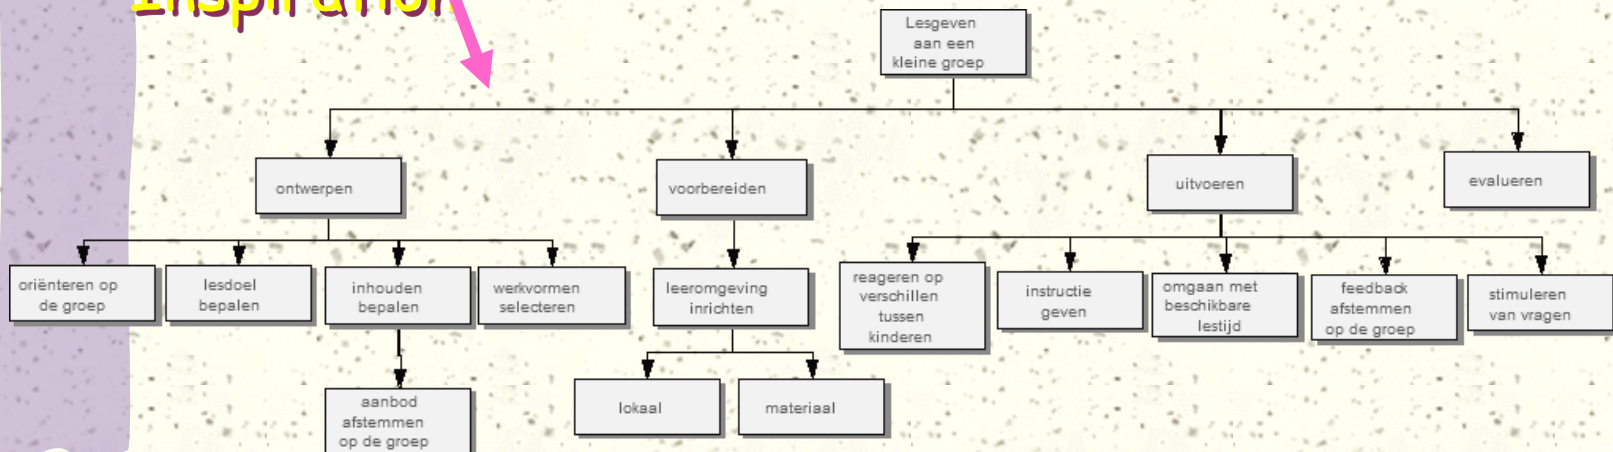 Inspiration
Lesgeven
aan een
kleine groep
ontwerpen
voorbereiden
uitvoeren
evalueren
oriënteren op
de groep
lesdoel
bepalen
inhouden
bepalen
werkvormen
selecteren
leeromgeving
inrichten
reageren op
verschillen
tussen
kinderen
instructie
geven
omgaan met
beschikbare
lestijd
feedback
afstemmen
op de groep
stimuleren
van vragen
aanbod
afstemmen
op de groep
lokaal
materiaal